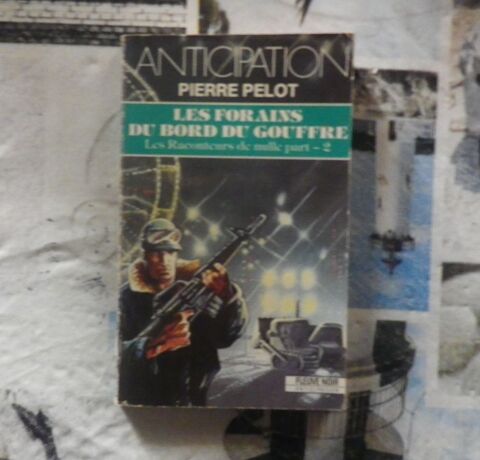 ANTICIPATION
PIERRE PELOT
LES FORAINS
DU BORD DU GOUFFRE
Les Raconteurs de nulle part - 2
FLEUVE NOIR